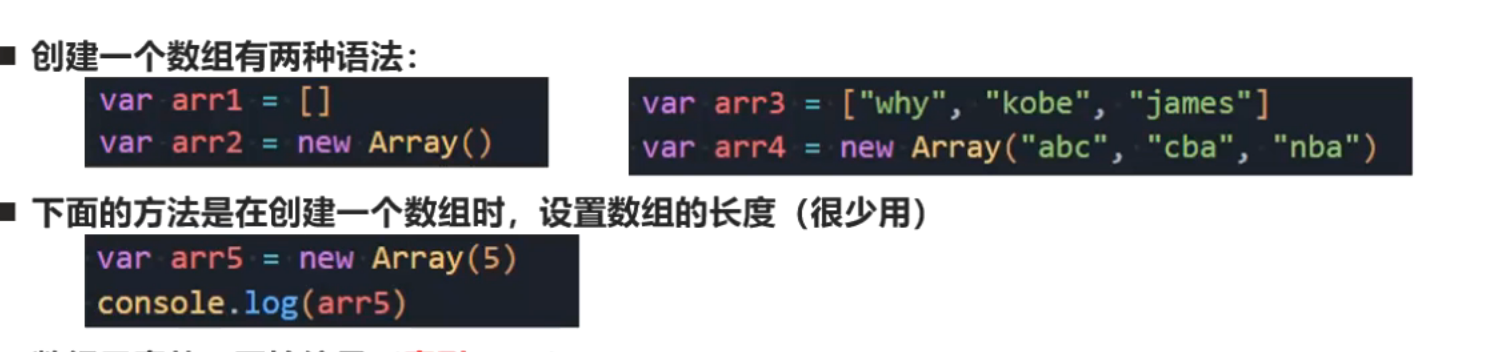 ■ 创建一个数组有两种语法：
var arr1 = []
var arr2 = new Array()
var arr3 = ["why", "kobe", "james"]
var arr4 = new Array("abc", "cba", "nba")
■ 下面的方法是在创建一个数组时，设置数组的长度（很少用）
var arr5 = new Array(5)
console.log(arr5)